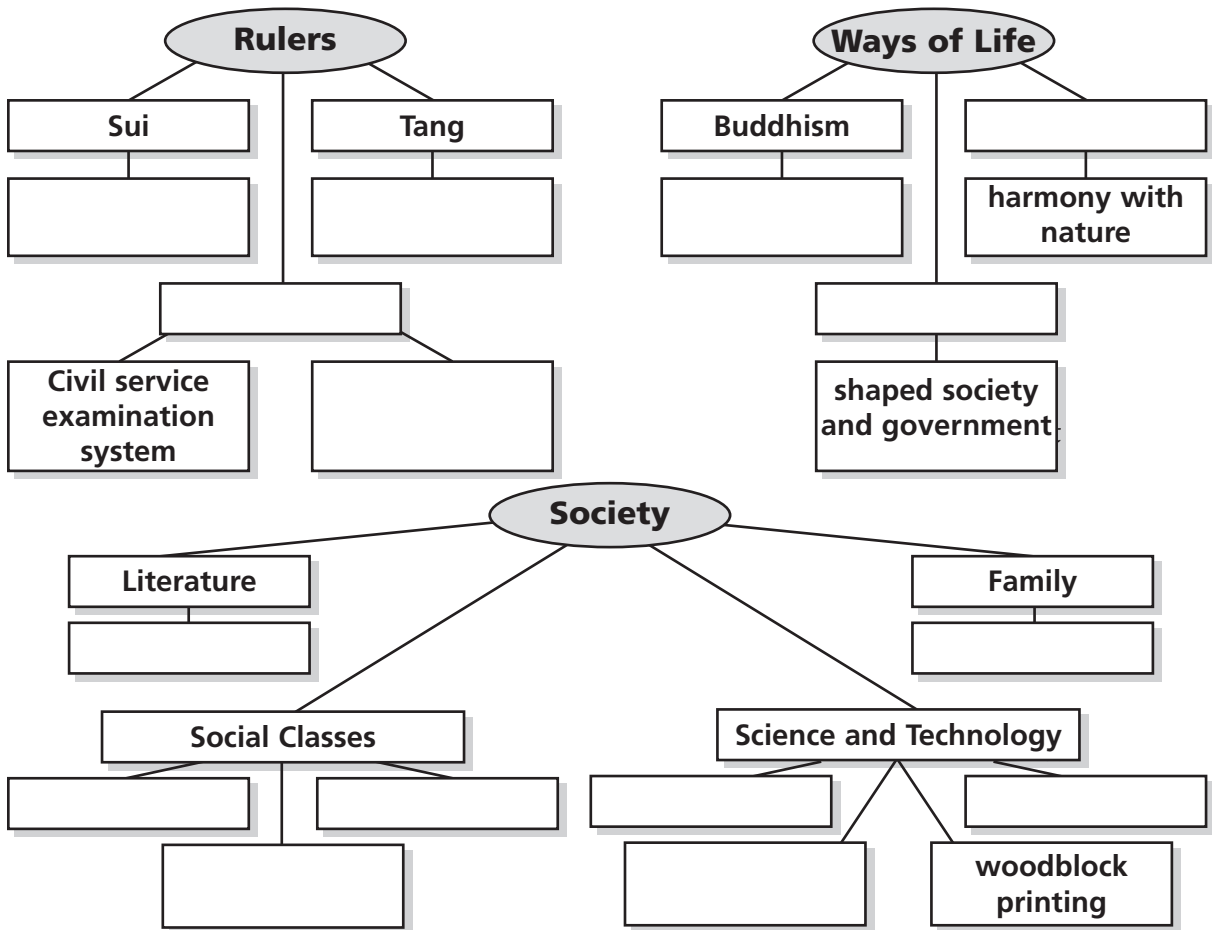 Rulers
Sui
Tang
Civil service
examination
system
Ways of Life
Buddhism
harmony with
nature
shaped society
and government
Society
Literature
Family
Social Classes
Science and Technology
woodblock
printing